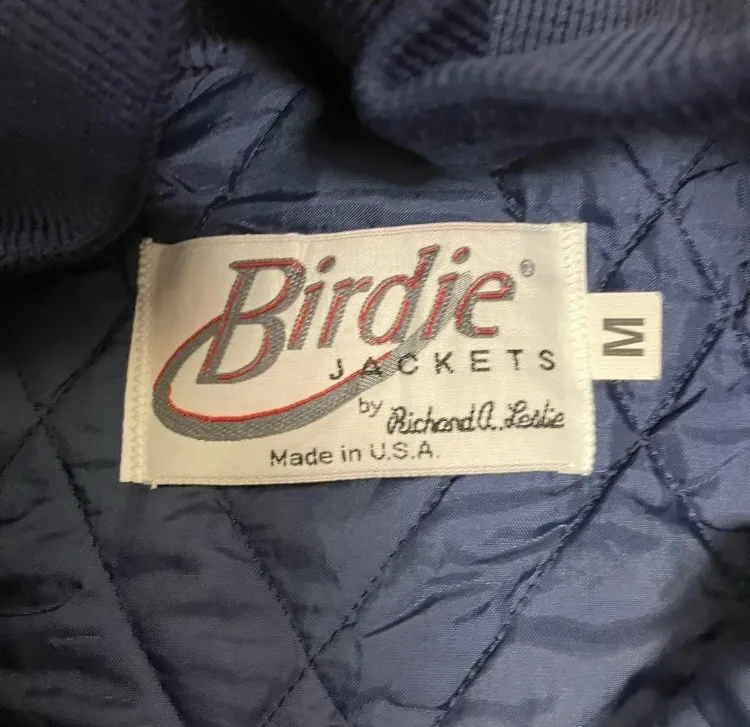 Birdie®
JACKETS
by Richard A. Leslie
Made in U.S.A.
M